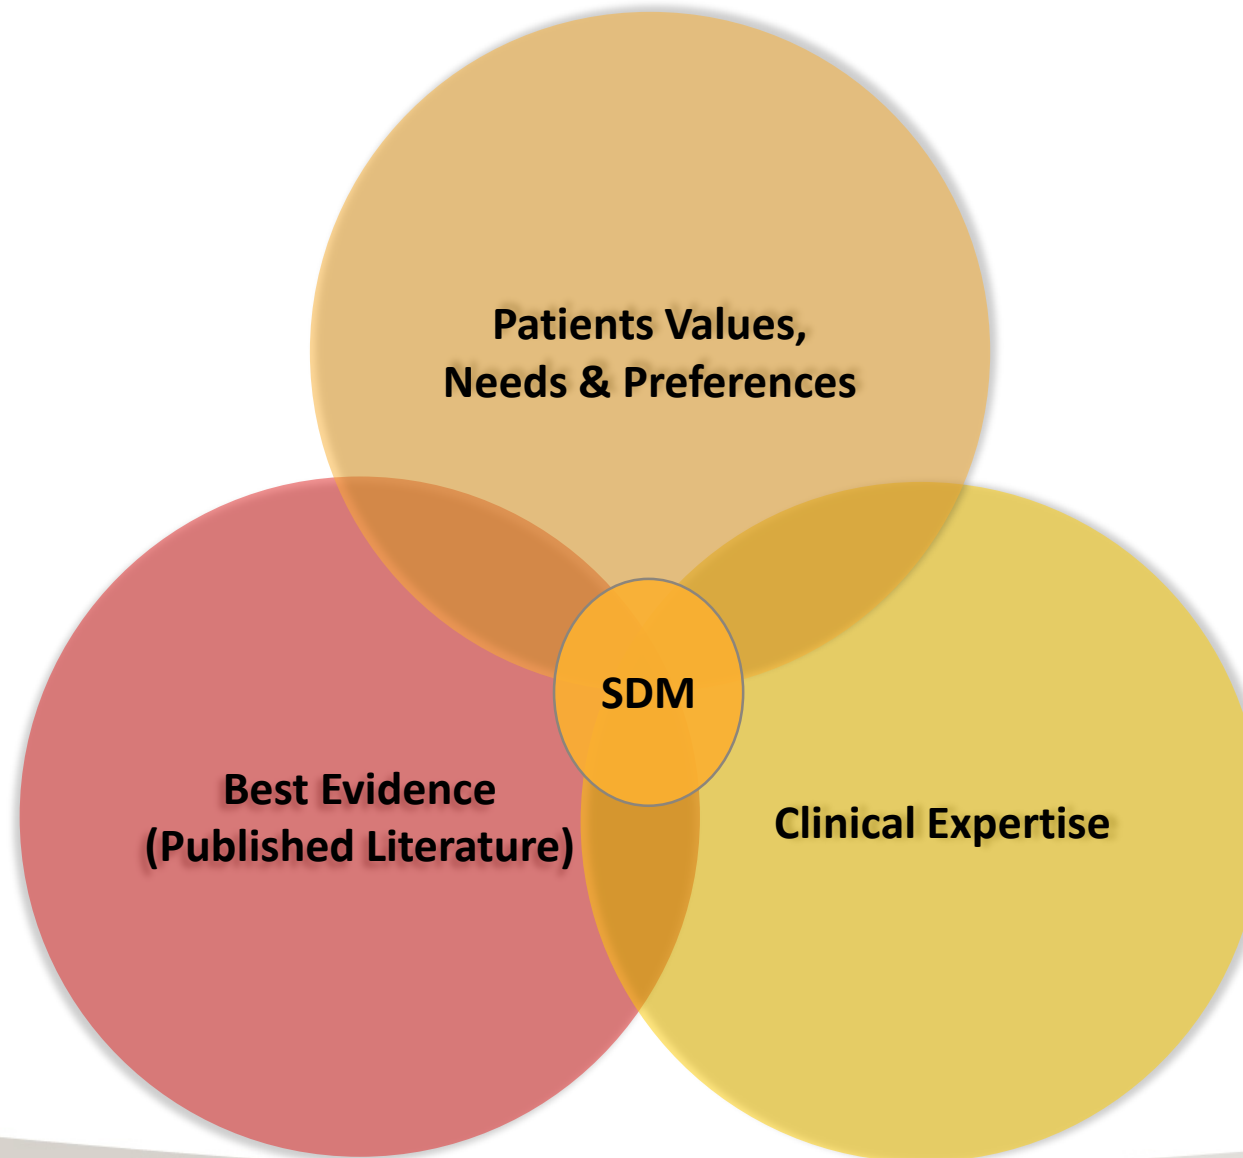 Patients Values,
Needs & Preferences
SDM
Best Evidence
(Published Literature)
Clinical Expertise